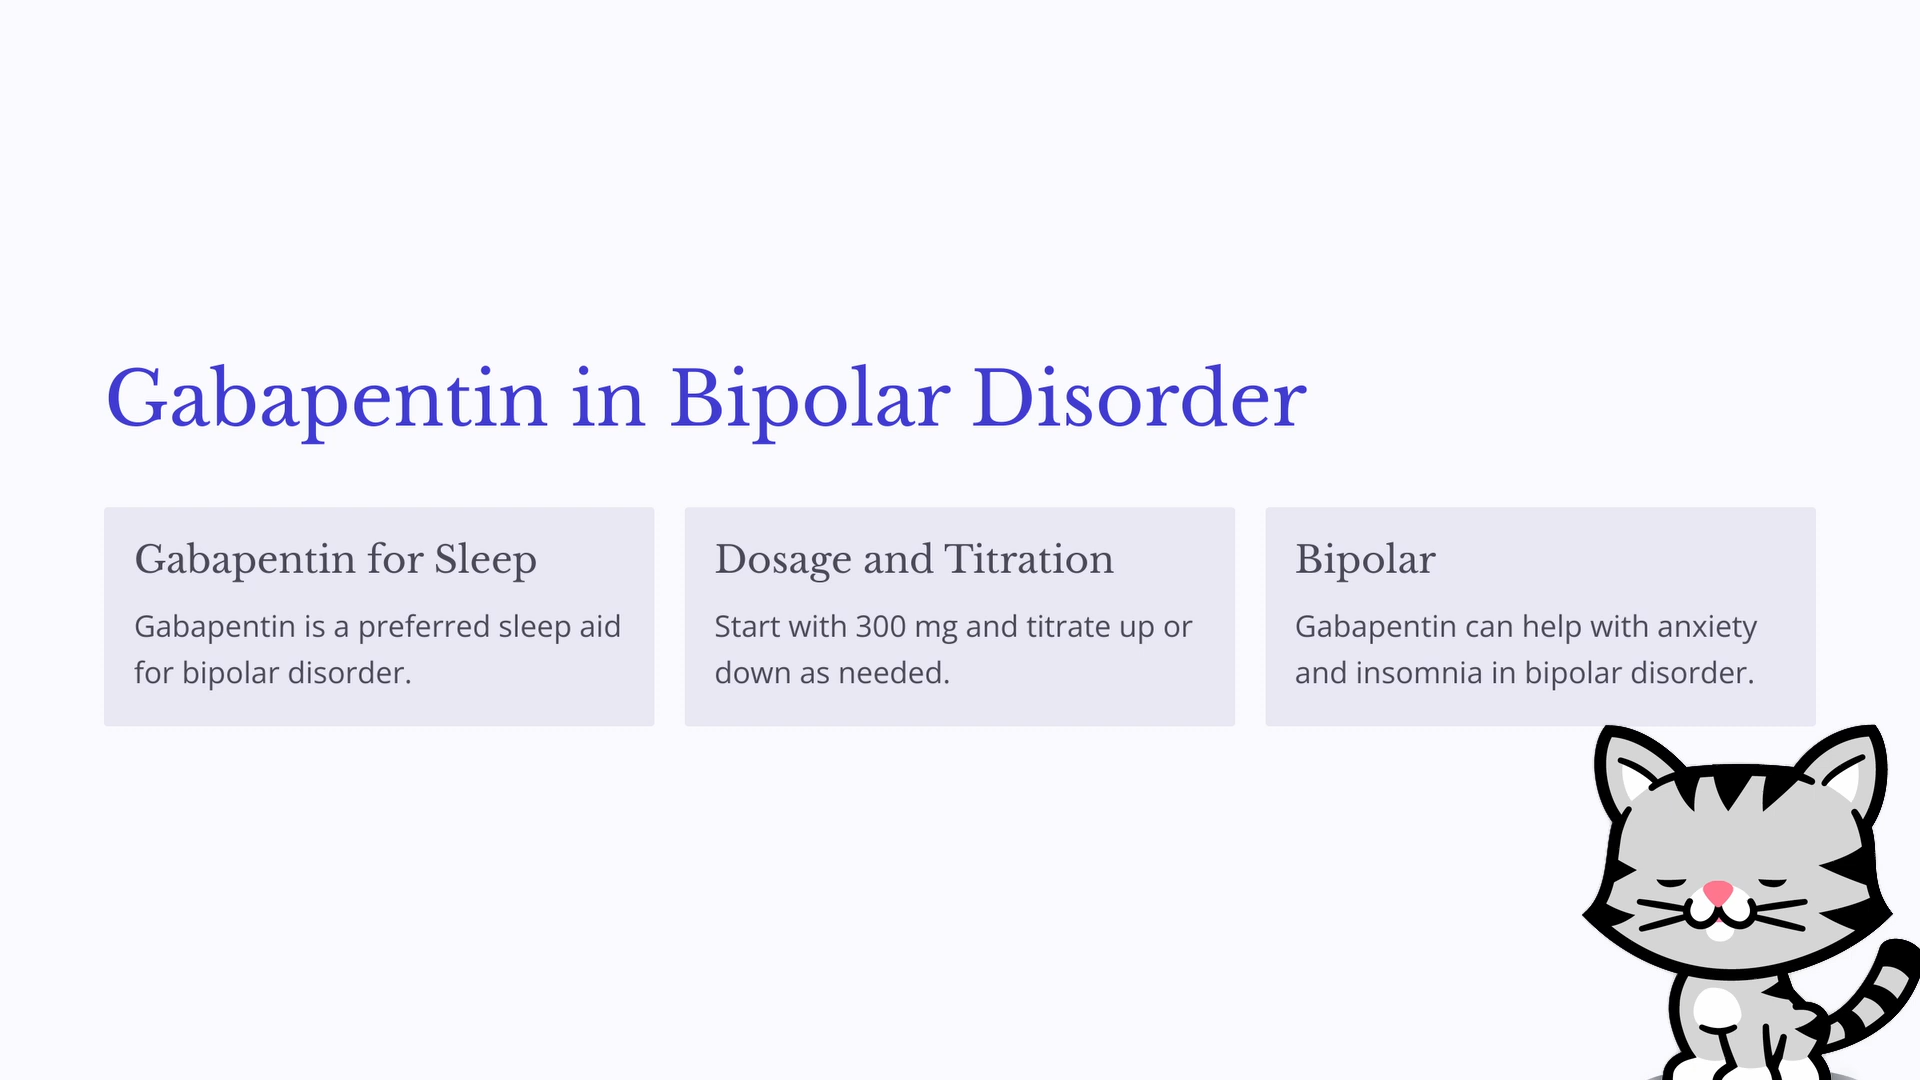 Gabapentin in Bipolar Disorder
Gabapentin for Sleep
Gabapentin is a preferred sleep aid
for bipolar disorder.
Dosage and Titration
Start with 300 mg and titrate up or
down as needed.
Bipolar
Gabapentin can help with anxiety
and insomnia in bipolar disorder.